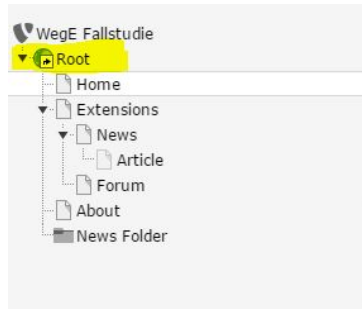 WegE Fallstudie
Root
Home
Extensions
News
Article
Forum
About
News Folder